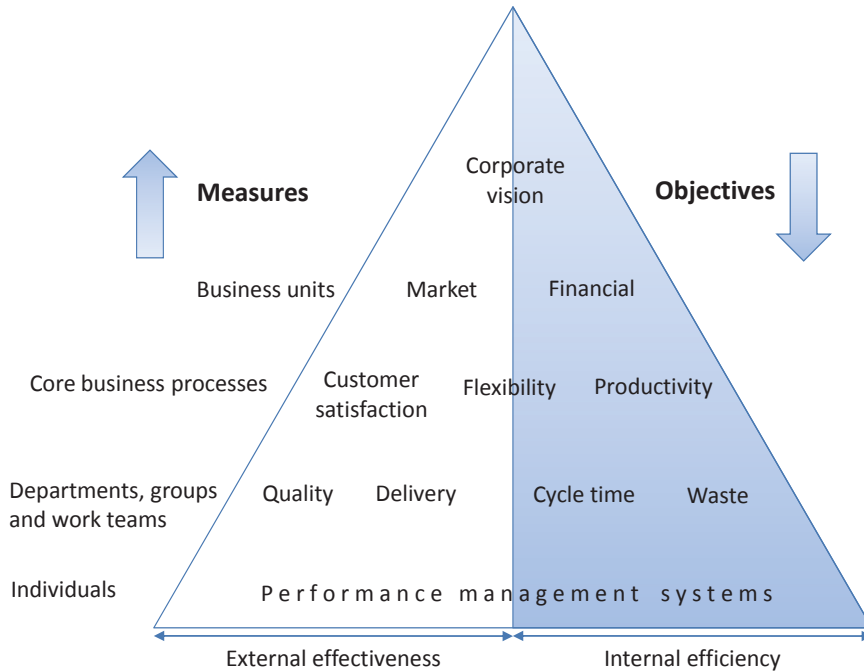 Corporate
vision
Measures
Objectives
Business units
Market
Financial
Core business processes
Customer
satisfaction
Flexibility
Productivity
Departments, groups
and work teams
Quality
Delivery
Cycle time
Waste
Individuals
Performance management systems
External effectiveness
Internal efficiency